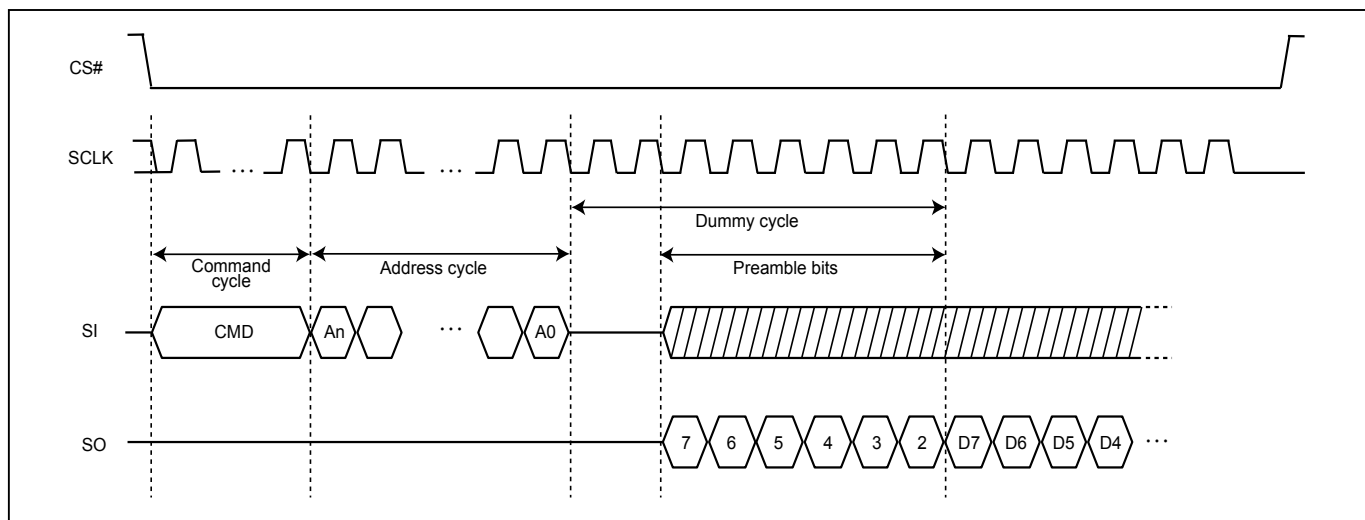 CS#
SCLK
... ...
Dummy cycle
Command cycle
Address cycle
Preamble bits
SI
CMD An ... A0
SO
7 6 5 4 3 2 D7 D6 D5 D4 ...